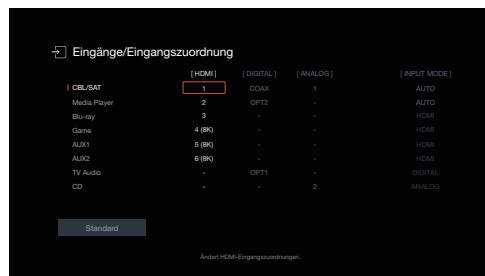 Eingänge/Eingangszuordnung
[ HDMI ] [ DIGITAL ] [ ANALOG ] [ INPUT MODE ]
CBL/SAT 1 COAX 1 AUTO
Media Player 2 OPT2 - AUTO
Blu-ray 3 - - HDMI
Game 4 (8K) - - HDMI
AUX1 5 (8K) - - HDMI
AUX2 6 (8K) - - HDMI
TV Audio - OPT1 - DIGITAL
CD - - 2 ANALOG
Standard
Ändert HDMI-Eingangszuordnungen.